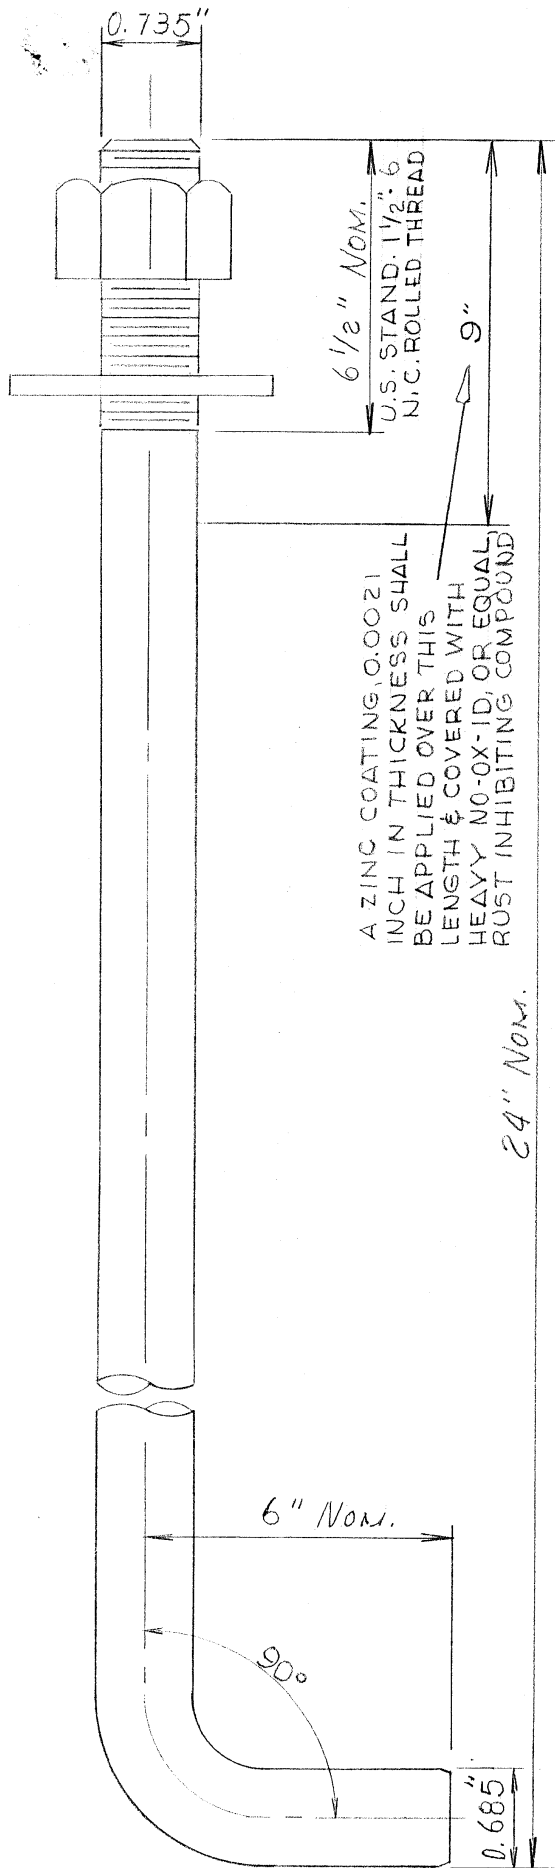 0.735"
6 1/2" NOM.
U.S. STAND. 1 1/2"- 6
N.C. ROLLED THREAD
9"
A ZINC COATING, 0.0021
INCH IN THICKNESS SHALL
BE APPLIED OVER THIS
LENGTH & COVERED WITH
HEAVY NO-OX-ID, OR EQUAL,
RUST INHIBITING COMPOUND
24" NOM.
6" NOM.
90°
0.685"